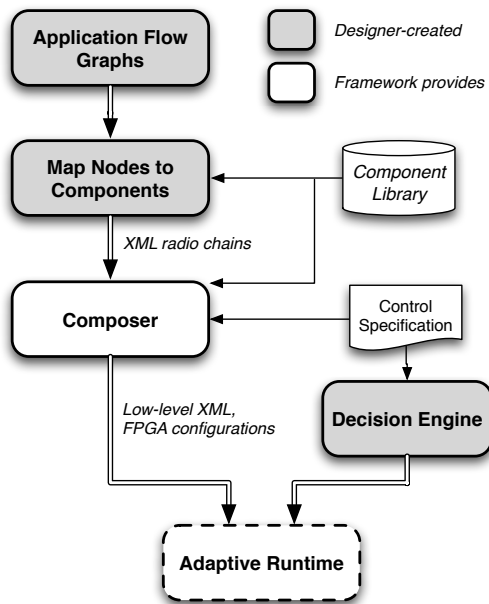 Application Flow
Graphs
Designer-created
Framework provides
Map Nodes to
Components
Component
Library
XML radio chains
Composer
Control
Specification
Low-level XML,
FPGA configurations
Decision Engine
Adaptive Runtime